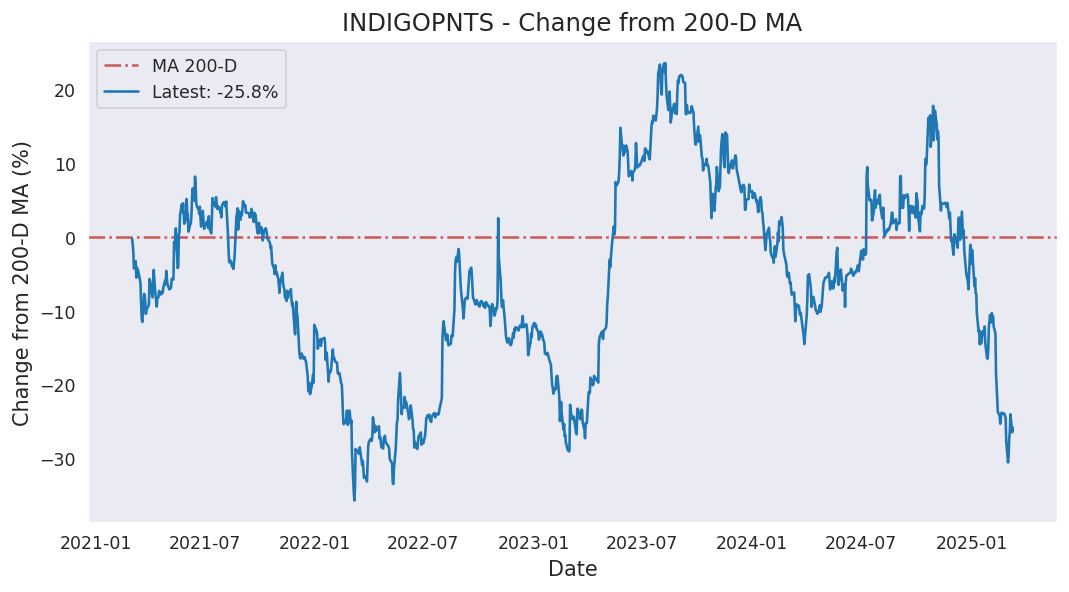 INDIGOPNTS - Change from 200-D MA
MA 200-D
Latest: -25.8%
Change from 200-D MA (%)
20
10
0
−10
−20
−30
2021-01 2021-07 2022-01 2022-07 2023-01 2023-07 2024-01 2024-07 2025-01
Date